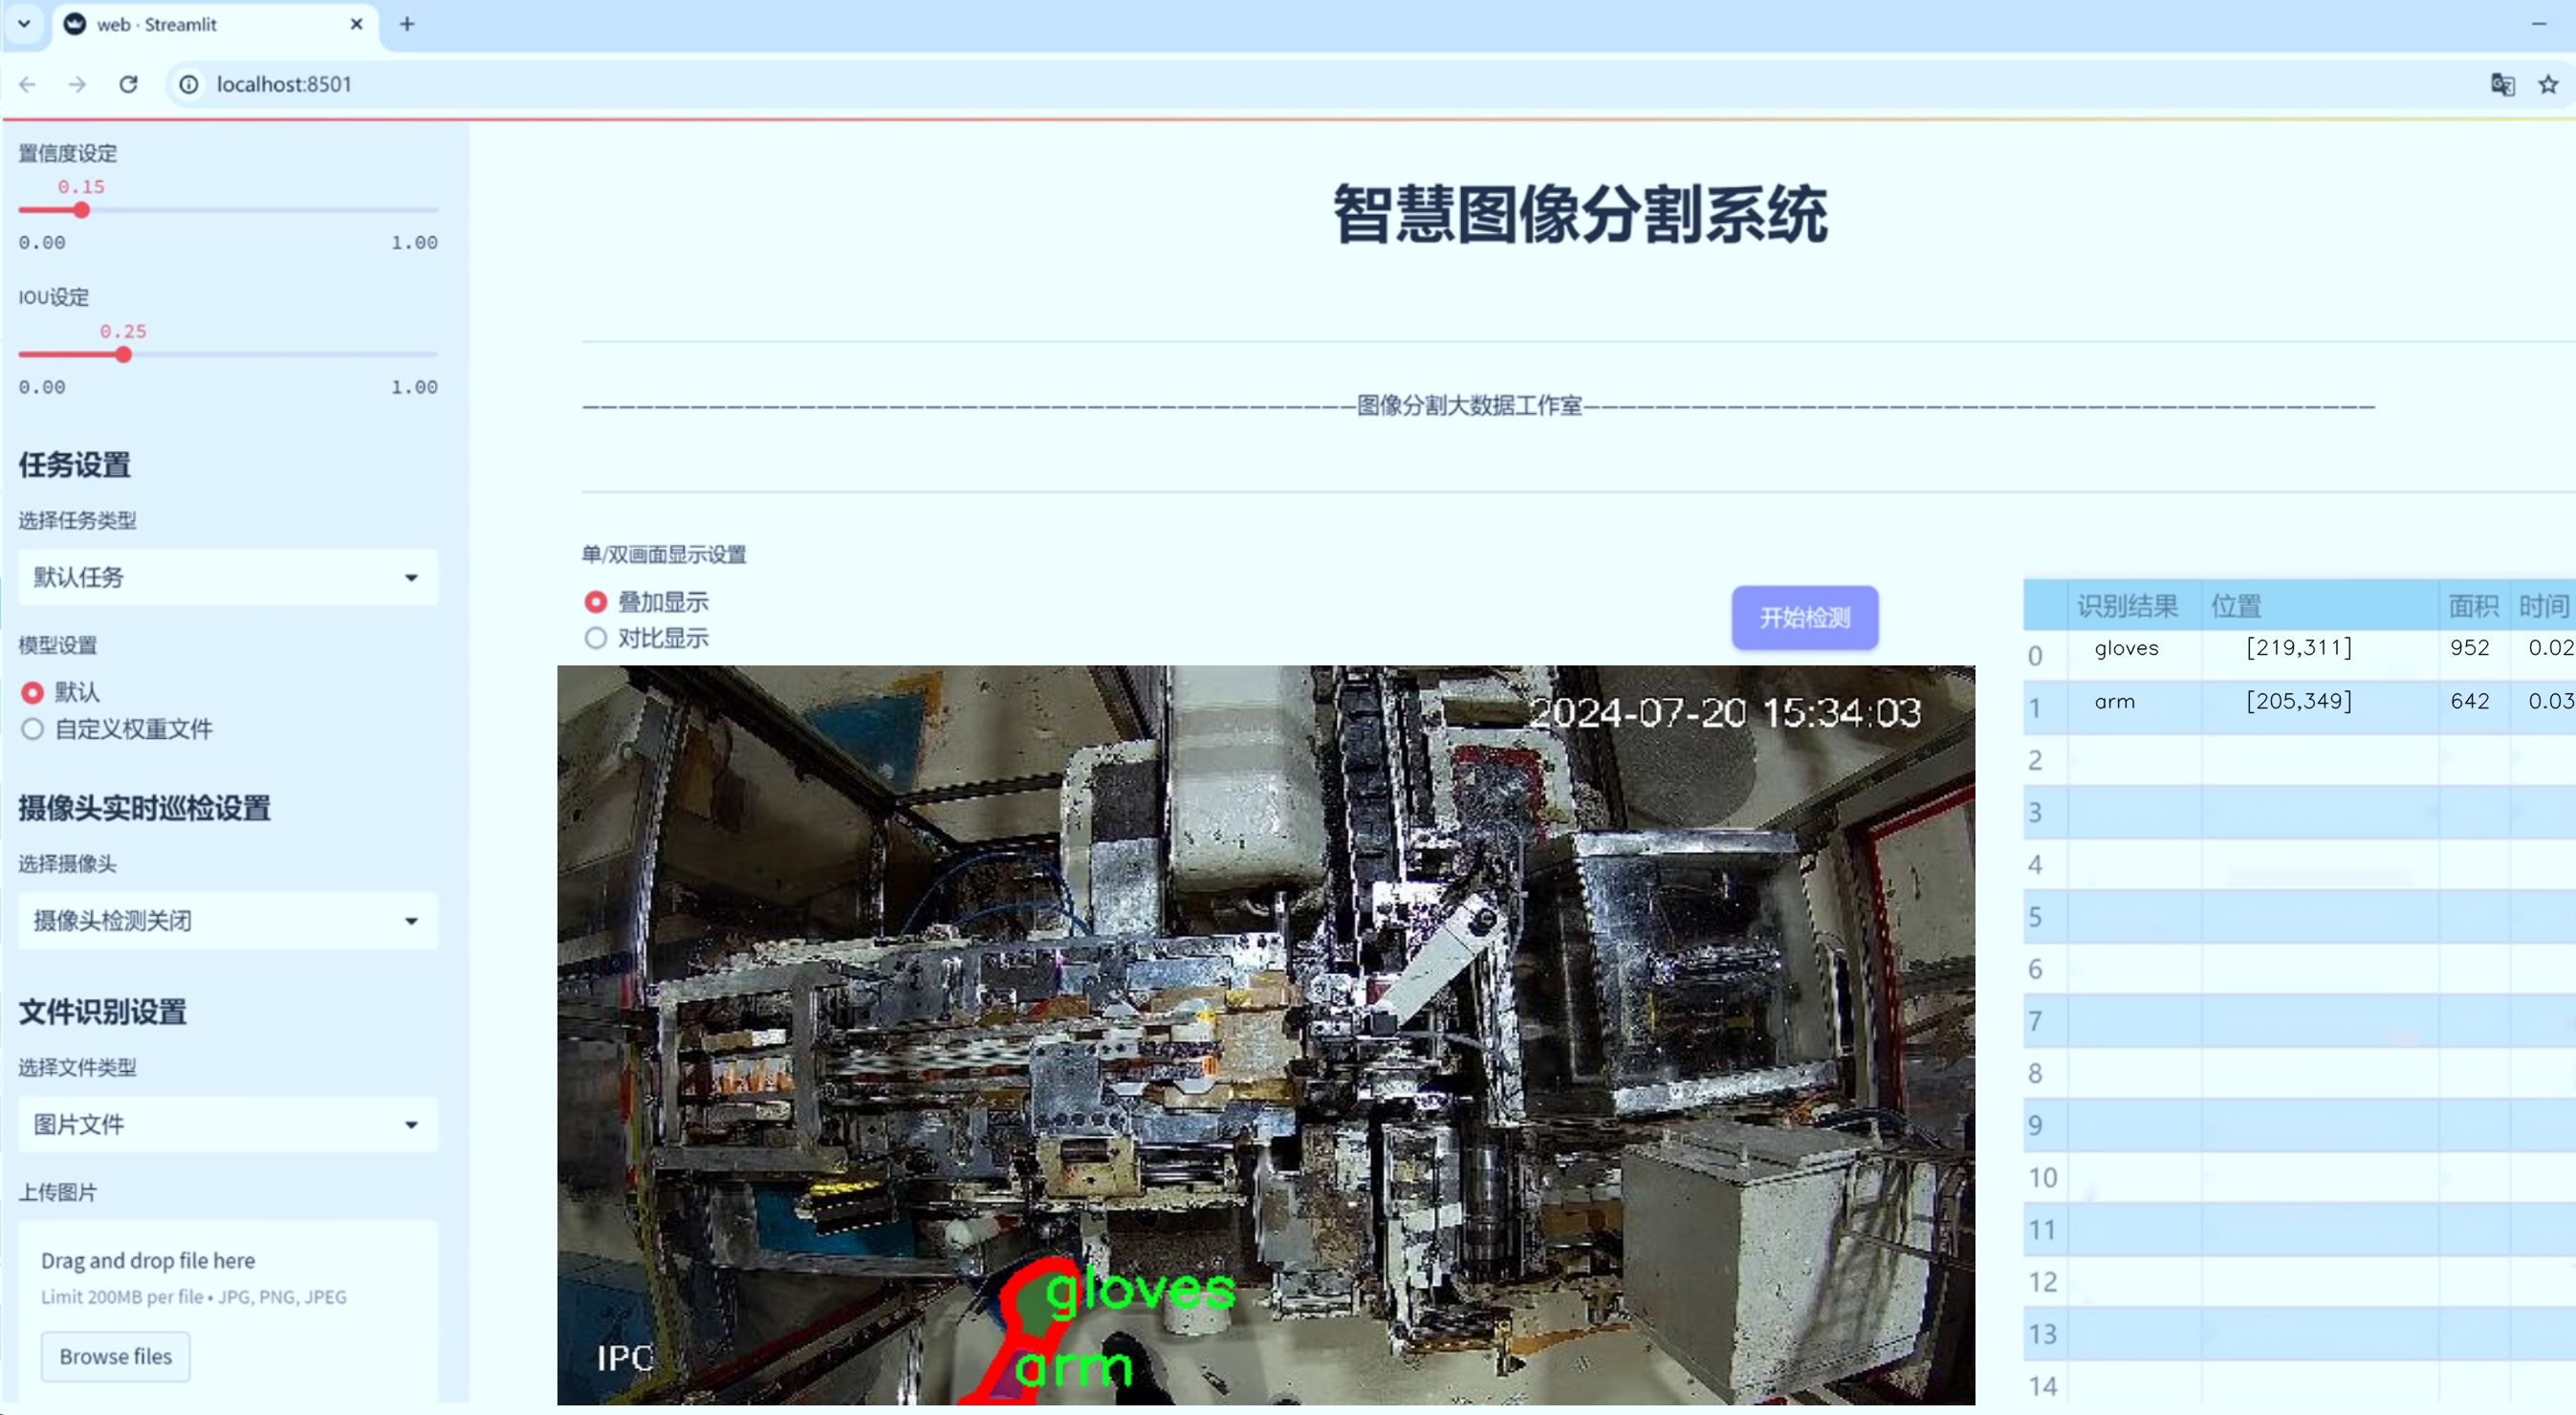 web · Streamlit
localhost:8501
置信度设定
0.15
0.00 1.00
IOU设定
0.25
0.00 1.00
任务设置
选择任务类型
默认任务
模型设置
默认
自定义权重文件
摄像头实时巡检设置
选择摄像头
摄像头检测关闭
文件识别设置
选择文件类型
图片文件
上传图片
Drag and drop file here
Limit 200MB per file • JPG, PNG, JPEG
Browse files
智慧图像分割系统
———————————————————————————————————————————图像分割大数据工作室————————————————————————————————————————————
单/双画面显示设置
叠加显示
对比显示
开始检测
2024-07-20 15:34:03
gloves
arm
IPC
识别结果 位置 面积 时间
0 gloves [219,311] 952 0.02
1 arm [205,349] 642 0.03
2
3
4
5
6
7
8
9
10
11
12
13
14